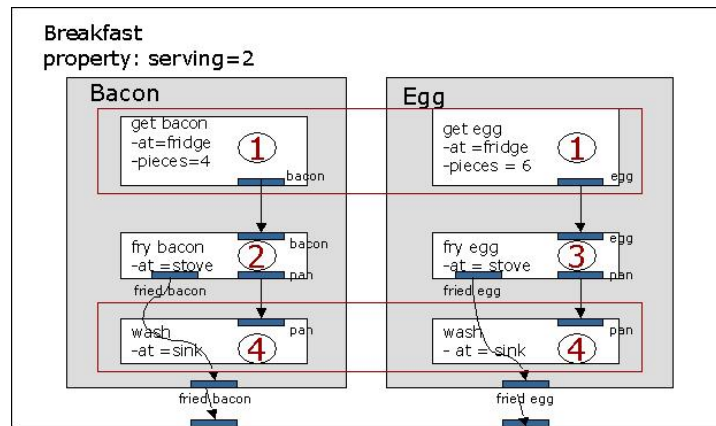 Breakfast
property: serving=2
Bacon
get bacon
-at=fridge
-pieces=4
1
bacon
bacon
fry bacon
-at =stove
2
pan
fried bacon
pan
wash
-at =sink
4
fried bacon
Egg
get egg
-at=fridge
-pieces = 6
1
egg
egg
fry egg
-at = stove
3
pan
fried egg
pan
wash
- at = sink
4
fried egg